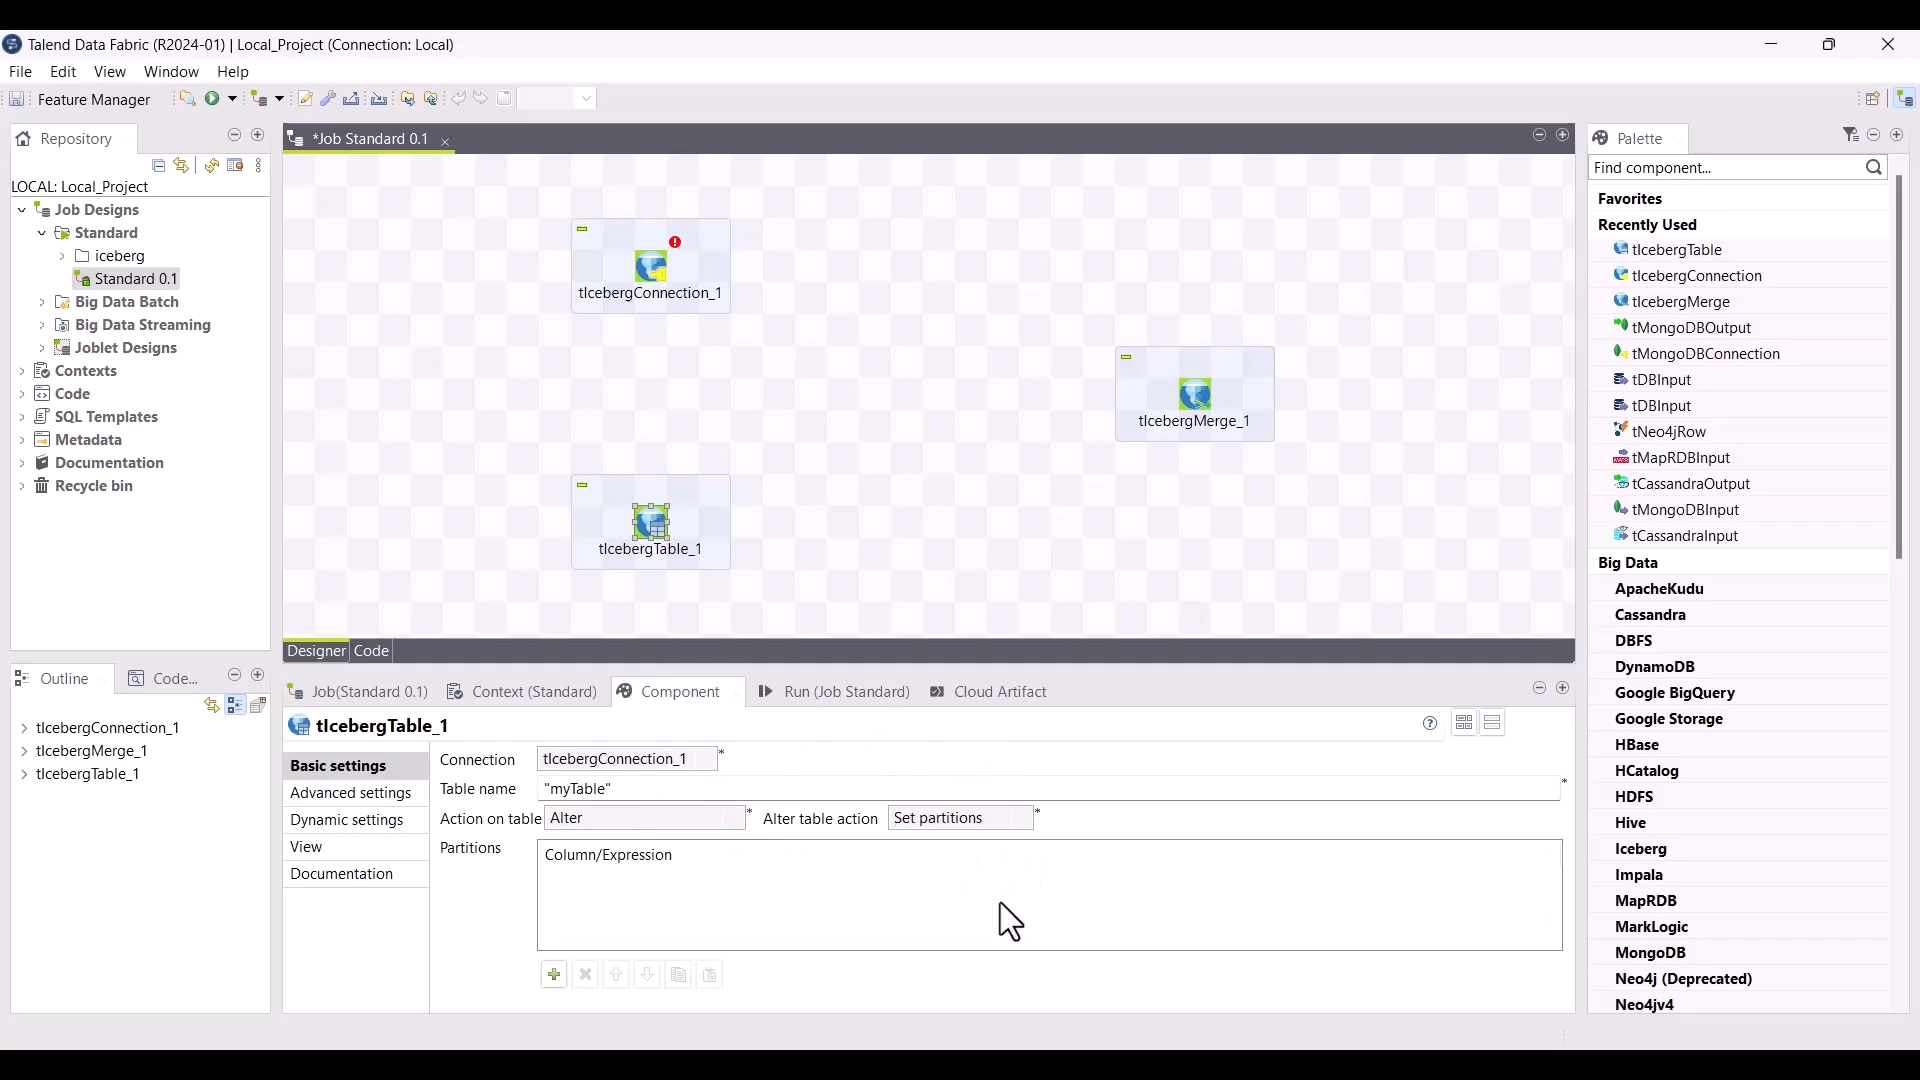 Talend Data Fabric (R2024-01) | Local_Project (Connection: Local)
File Edit View Window Help
Feature Manager
Repository
LOCAL: Local_Project
Job Designs
Standard
iceberg
Standard 0.1
Big Data Batch
Big Data Streaming
Joblet Designs
Contexts
Code
SQL Templates
Metadata
Documentation
Recycle bin
*Job Standard 0.1
tIcebergConnection_1
tIcebergMerge_1
tIcebergTable_1
Designer Code
Palette
Find component...
Favorites
Recently Used
tIcebergTable
tIcebergConnection
tIcebergMerge
tMongoDBOutput
tMongoDBConnection
tDBInput
tDBInput
tNeo4jRow
tMapRDBInput
tCassandraOutput
tMongoDBInput
tCassandraInput
Big Data
ApacheKudu
Cassandra
DBFS
DynamoDB
Google BigQuery
Google Storage
HBase
HCatalog
HDFS
Hive
Iceberg
Impala
MapRDB
MarkLogic
MongoDB
Neo4j (Deprecated)
Neo4jv4
Outline Code...
tIcebergConnection_1
tIcebergMerge_1
tIcebergTable_1
Job(Standard 0.1) Context (Standard) Component Run (Job Standard) Cloud Artifact
tIcebergTable_1
Basic settings
Advanced settings
Dynamic settings
View
Documentation
Connection tIcebergConnection_1 *
Table name "myTable" *
Action on table Alter * Alter table action Set partitions *
Partitions Column/Expression